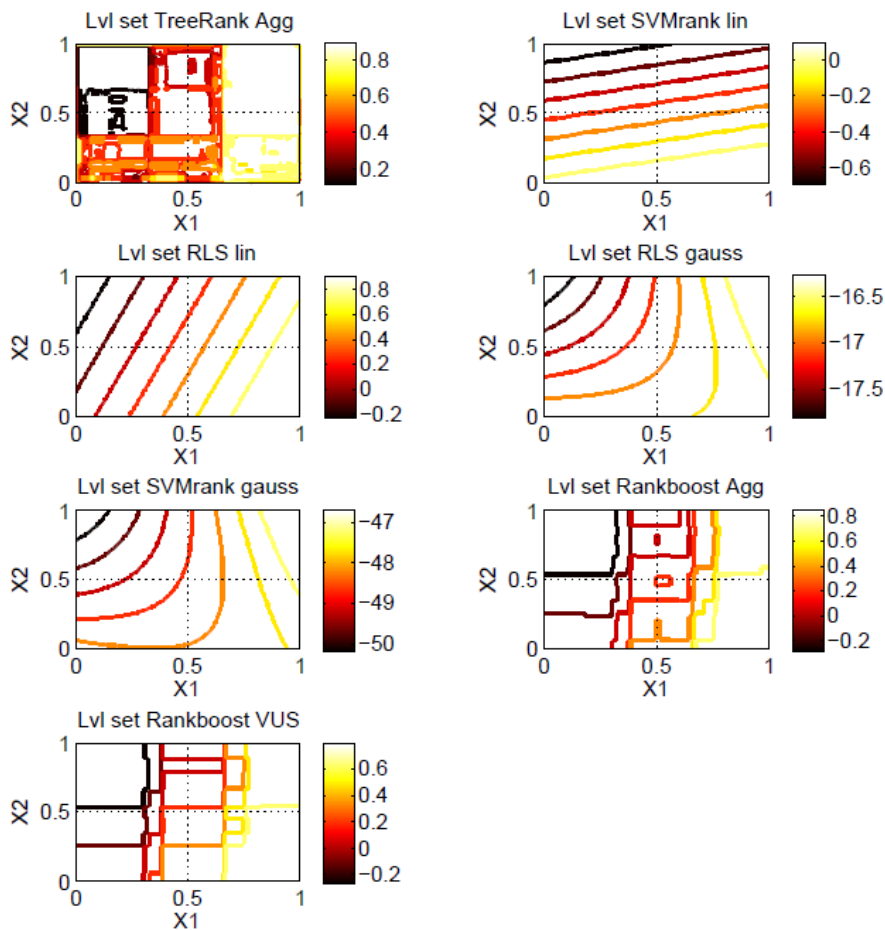 Lvl set TreeRank Agg
1
0.5
0
X2
0 0.5 1
X1
0.8
0.6
0.4
0.2
Lvl set SVMrank lin
1
0.5
0
X2
0 0.5 1
X1
0
−0.2
−0.4
−0.6
Lvl set RLS lin
1
0.5
0
X2
0 0.5 1
X1
0.8
0.6
0.4
0.2
0
−0.2
Lvl set RLS gauss
1
0.5
0
X2
0 0.5 1
X1
−16.5
−17
−17.5
Lvl set SVMrank gauss
1
0.5
0
X2
0 0.5 1
X1
−47
−48
−49
−50
Lvl set Rankboost Agg
1
0.5
0
X2
0 0.5 1
X1
0.8
0.6
0.4
0.2
0
−0.2
Lvl set Rankboost VUS
1
0.5
0
X2
0 0.5 1
X1
0.6
0.4
0.2
0
−0.2